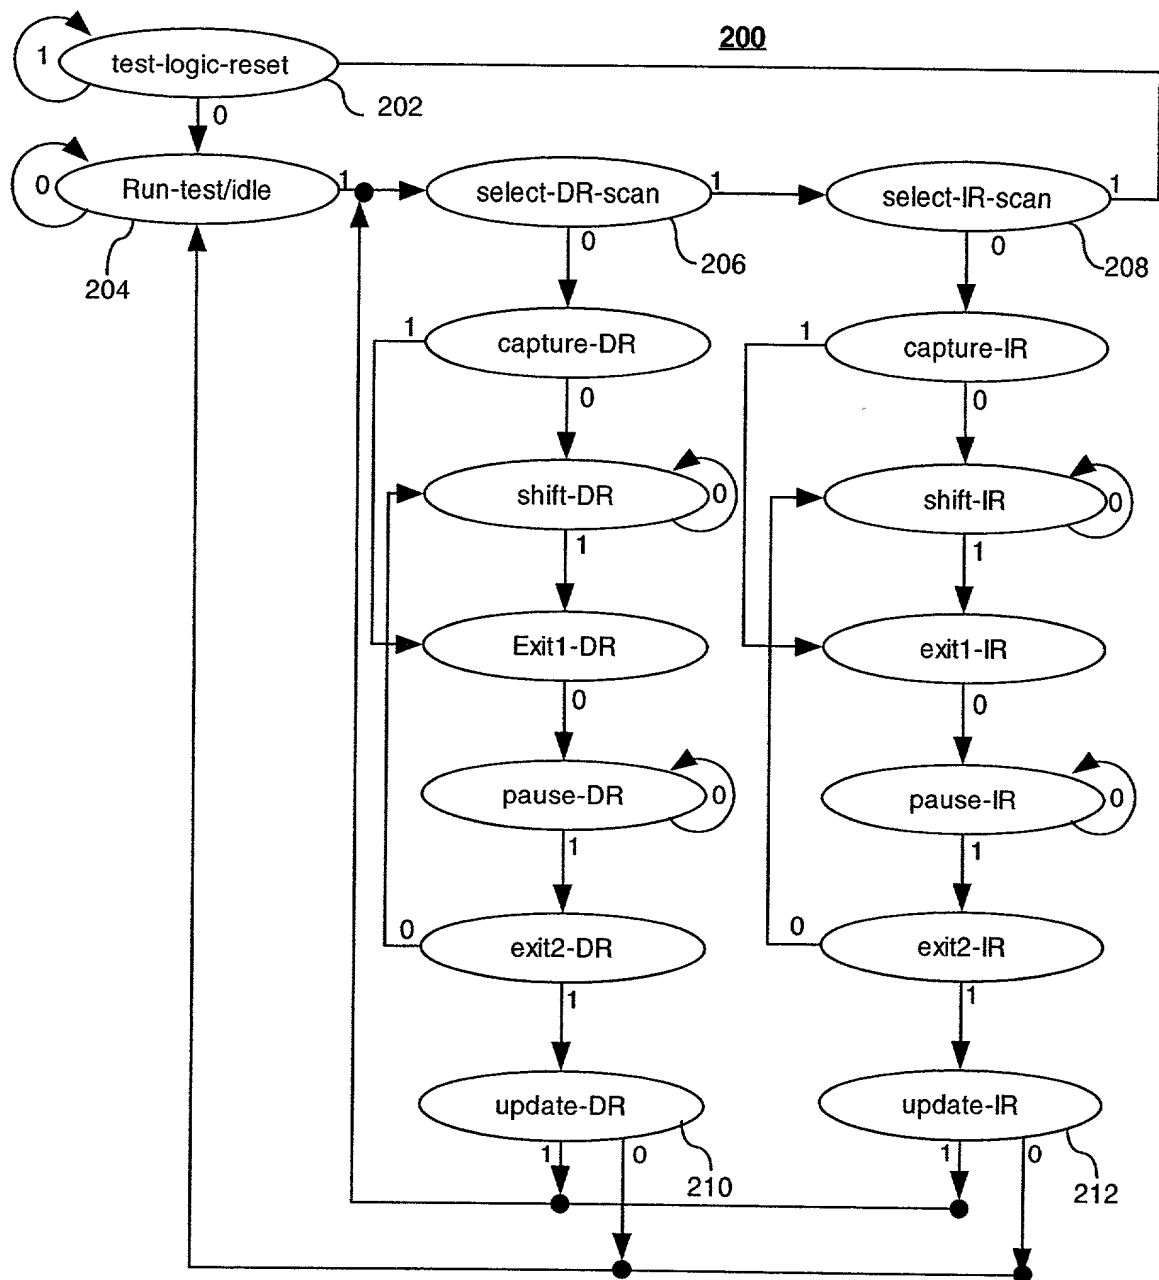 200
1 test-logic-reset
202
0
0 Run-test/idle 1 select-DR-scan 1 select-IR-scan 1
204
0 206
0 208
1 capture-DR 1 capture-IR
0 0
shift-DR 0 shift-IR 0
1 1
Exit1-DR exit1-IR
0 0
pause-DR 0 pause-IR 0
1 1
0 exit2-DR 0 exit2-IR
1 1
update-DR update-IR
1 0 1 0
210 212